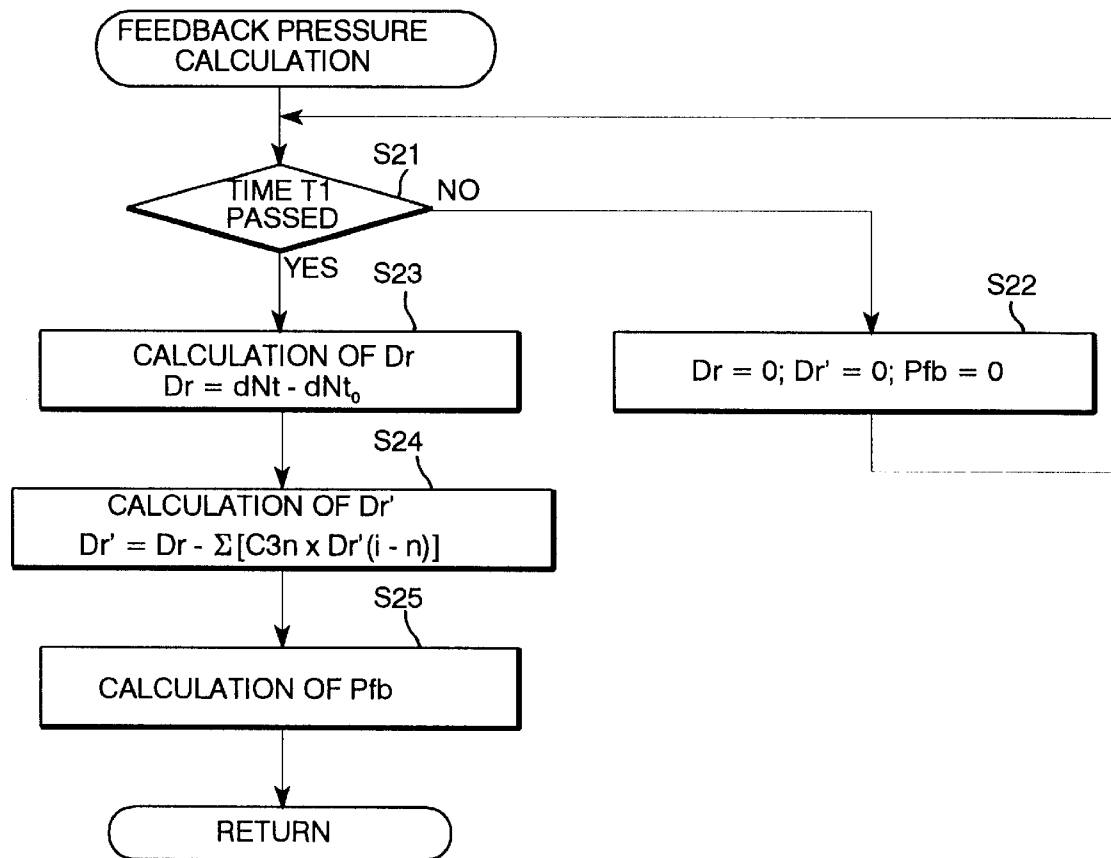 FEEDBACK PRESSURE
CALCULATION
S21
TIME T1
PASSED
NO
YES
S23
CALCULATION OF Dr
Dr = dNt - dNt₀
S22
Dr = 0; Dr' = 0; Pfb = 0
S24
CALCULATION OF Dr'
Dr' = Dr - Σ[C3n x Dr'(i - n)]
S25
CALCULATION OF Pfb
RETURN